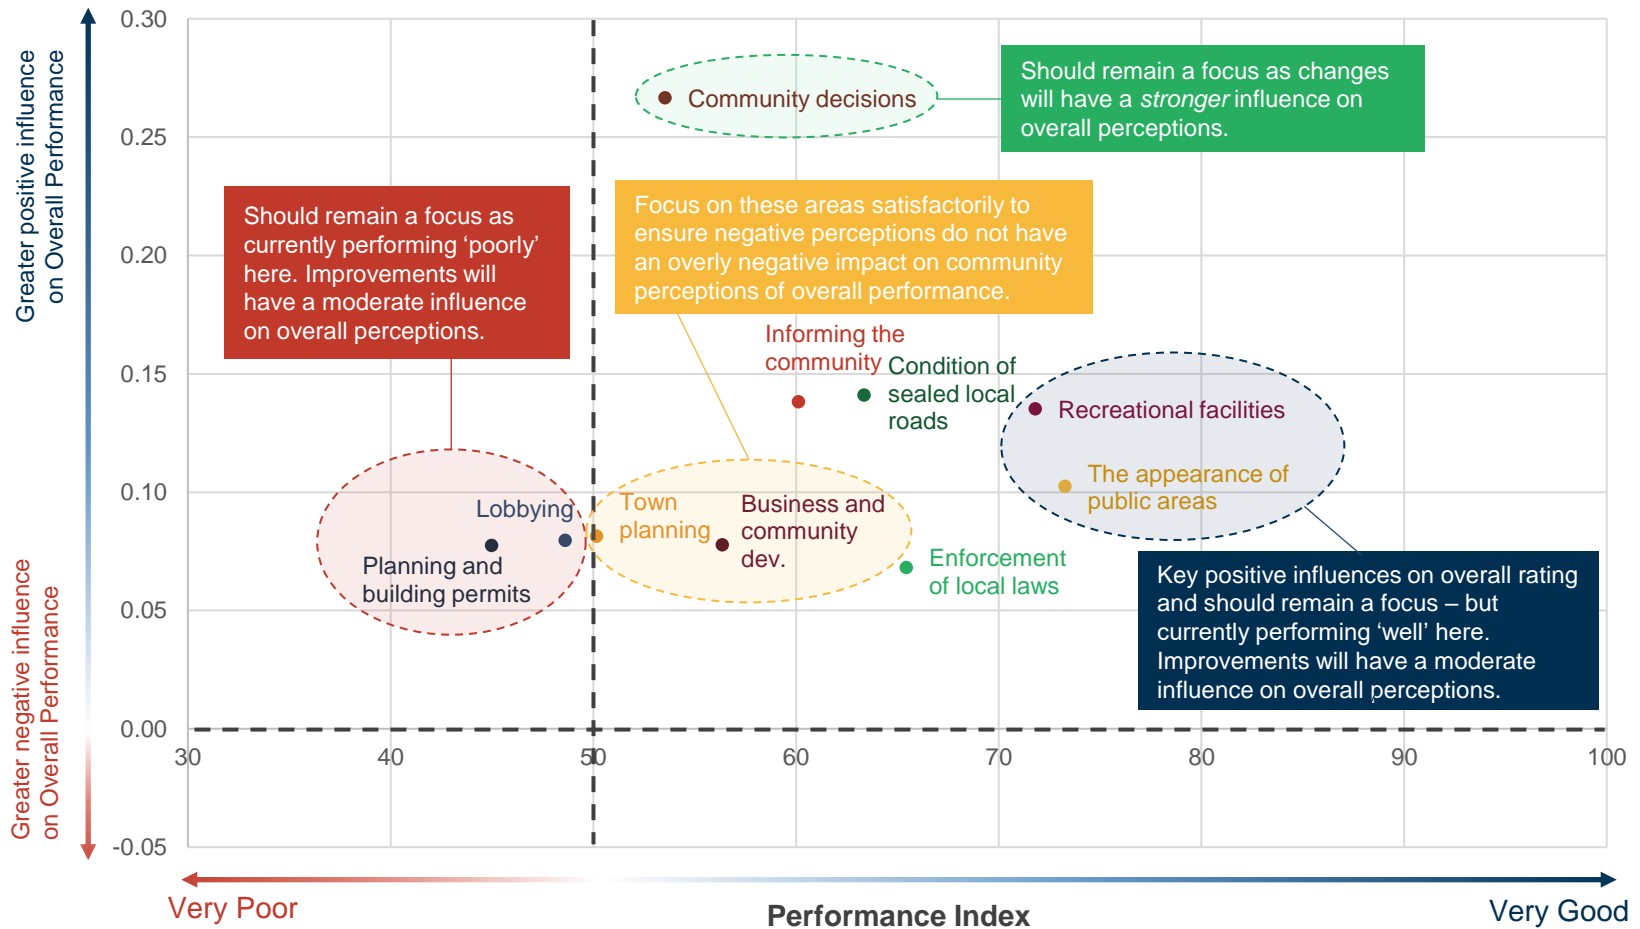 Greater positive influence
on Overall Performance
Greater negative influence
on Overall Performance
0.30
0.25
0.20
0.15
0.10
0.05
0.00
-0.05
30
40
50
60
70
80
90
100
Community decisions
Should remain a focus as changes
will have a stronger influence on
overall perceptions.
Should remain a focus as
currently performing ‘poorly’
here. Improvements will
have a moderate influence
on overall perceptions.
Focus on these areas satisfactorily to
ensure negative perceptions do not have
an overly negative impact on community
perceptions of overall performance.
Informing the
community
Condition of
sealed local
roads
Recreational facilities
The appearance of
public areas
Lobbying
Planning and
building permits
Town
planning
Business and
community
dev.
Enforcement
of local laws
Key positive influences on overall rating
and should remain a focus – but
currently performing ‘well’ here.
Improvements will have a moderate
influence on overall perceptions.
Very Poor
Performance Index
Very Good